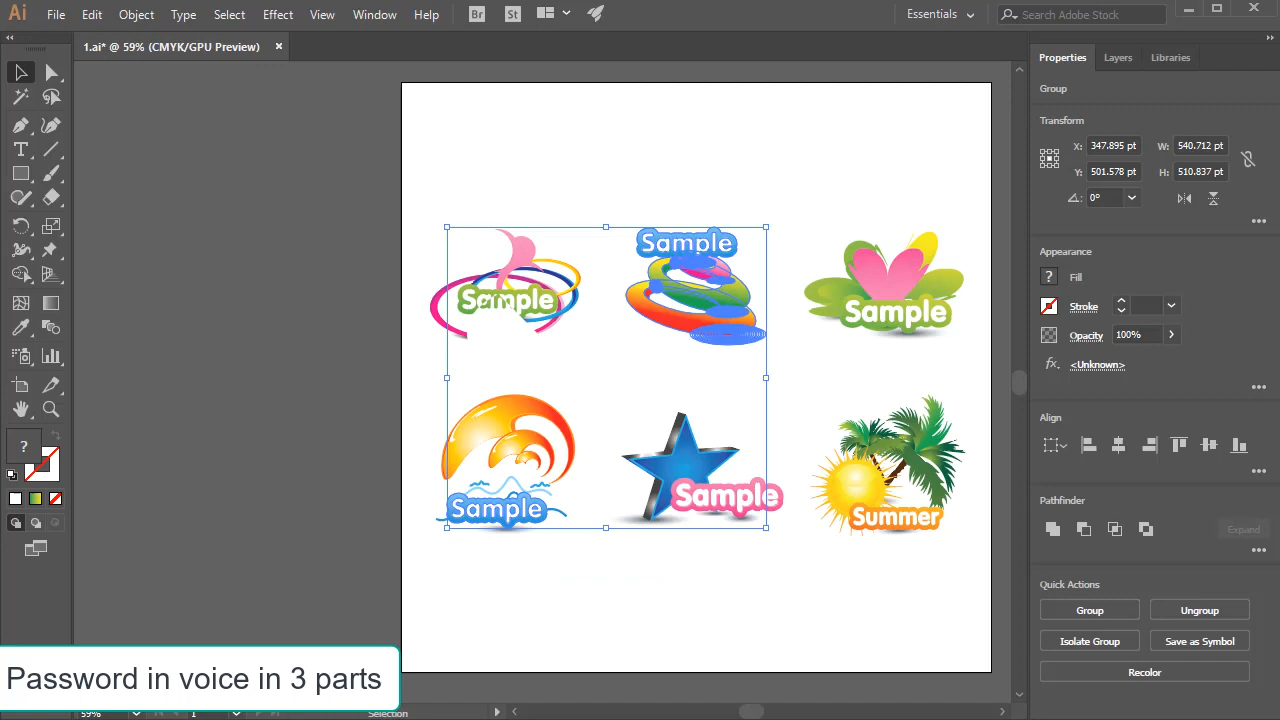 Ai File Edit Object Type Select Effect View Window Help Br St Essentials Search Adobe Stock
1.ai* @ 59% (CMYK/GPU Preview) ×
Properties Layers Libraries
Group
Transform
X: 347.895 pt W: 540.712 pt
Y: 501.578 pt H: 510.837 pt
0°
Appearance
? Fill
Stroke
Opacity 100%
fx. <Unknown>
Align
Pathfinder
Expand
Quick Actions
Group Ungroup
Isolate Group Save as Symbol
Recolor
Sample
Sample
Sample
Sample
Sample
Summer
?
Password in voice in 3 parts
59% 1 Selection